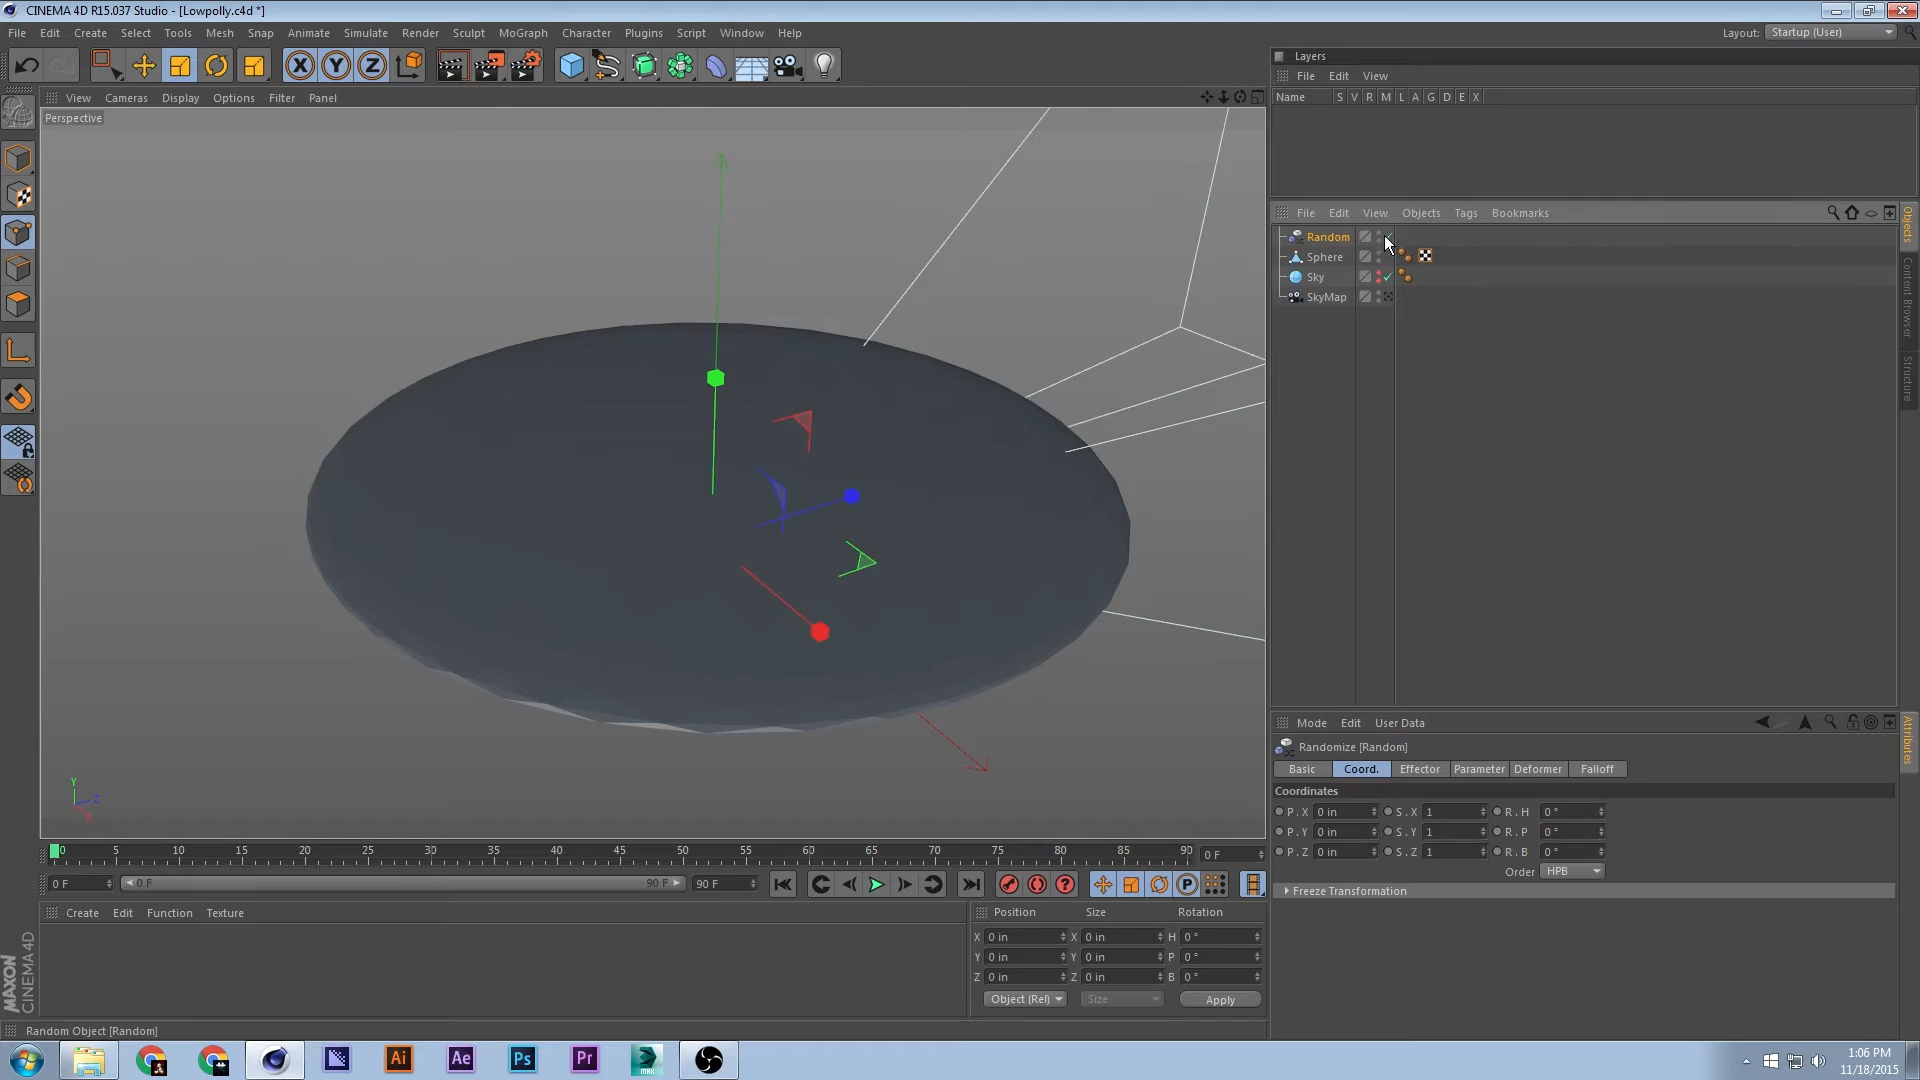 CINEMA 4D R15.037 Studio - [Lowpolly.c4d *]
File Edit Create Select Tools Mesh Snap Animate Simulate Render Sculpt MoGraph Character Plugins Script Window Help
Layout: Startup (User)
X Y Z
Layers
File Edit View
Name S V R M L A G D E X
View Cameras Display Options Filter Panel
Perspective
File Edit View Objects Tags Bookmarks
Random
Sphere
Sky
SkyMap
Objects
Content Browser
Structure
Y
Z
X
Mode Edit User Data
Randomize [Random]
Basic Coord. Effector Parameter Deformer Falloff
Coordinates
P . X 0 in S . X 1 R . H 0 °
P . Y 0 in S . Y 1 R . P 0 °
P . Z 0 in S . Z 1 R . B 0 °
Order HPB
Freeze Transformation
Attributes
0 5 10 15 20 25 30 35 40 45 50 55 60 65 70 75 80 85 90 0 F
0 F 0 F 90 F 90 F
Create Edit Function Texture
Position Size Rotation
X 0 in X 0 in H 0 °
Y 0 in Y 0 in P 0 °
Z 0 in Z 0 in B 0 °
Object (Rel) Size Apply
MAXON
CINEMA 4D
Random Object [Random]
Ai Ae Ps Pr MAX
1:06 PM
11/18/2015